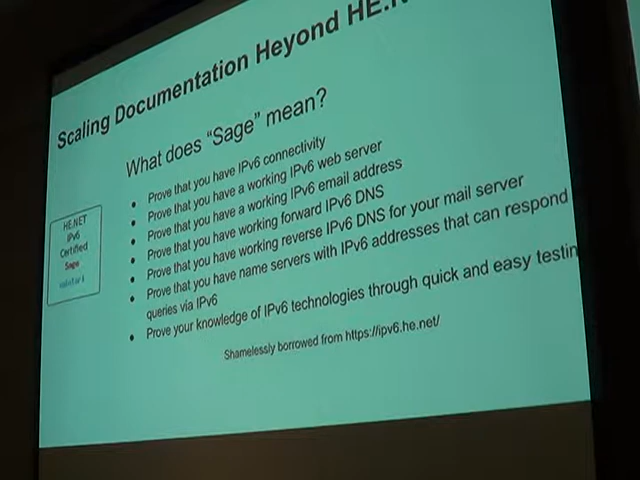 Scaling Documentation Heyond HE.N
What does “Sage” mean?
Prove that you have IPv6 connectivity
Prove that you have a working IPv6 web server
Prove that you have a working IPv6 email address
Prove that you have working forward IPv6 DNS
Prove that you have working reverse IPv6 DNS for your mail server
Prove that you have name servers with IPv6 addresses that can respond
queries via IPv6
Prove your knowledge of IPv6 technologies through quick and easy testin
Shamelessly borrowed from https://ipv6.he.net/
HE.NET
IPv6
Certified
Sage